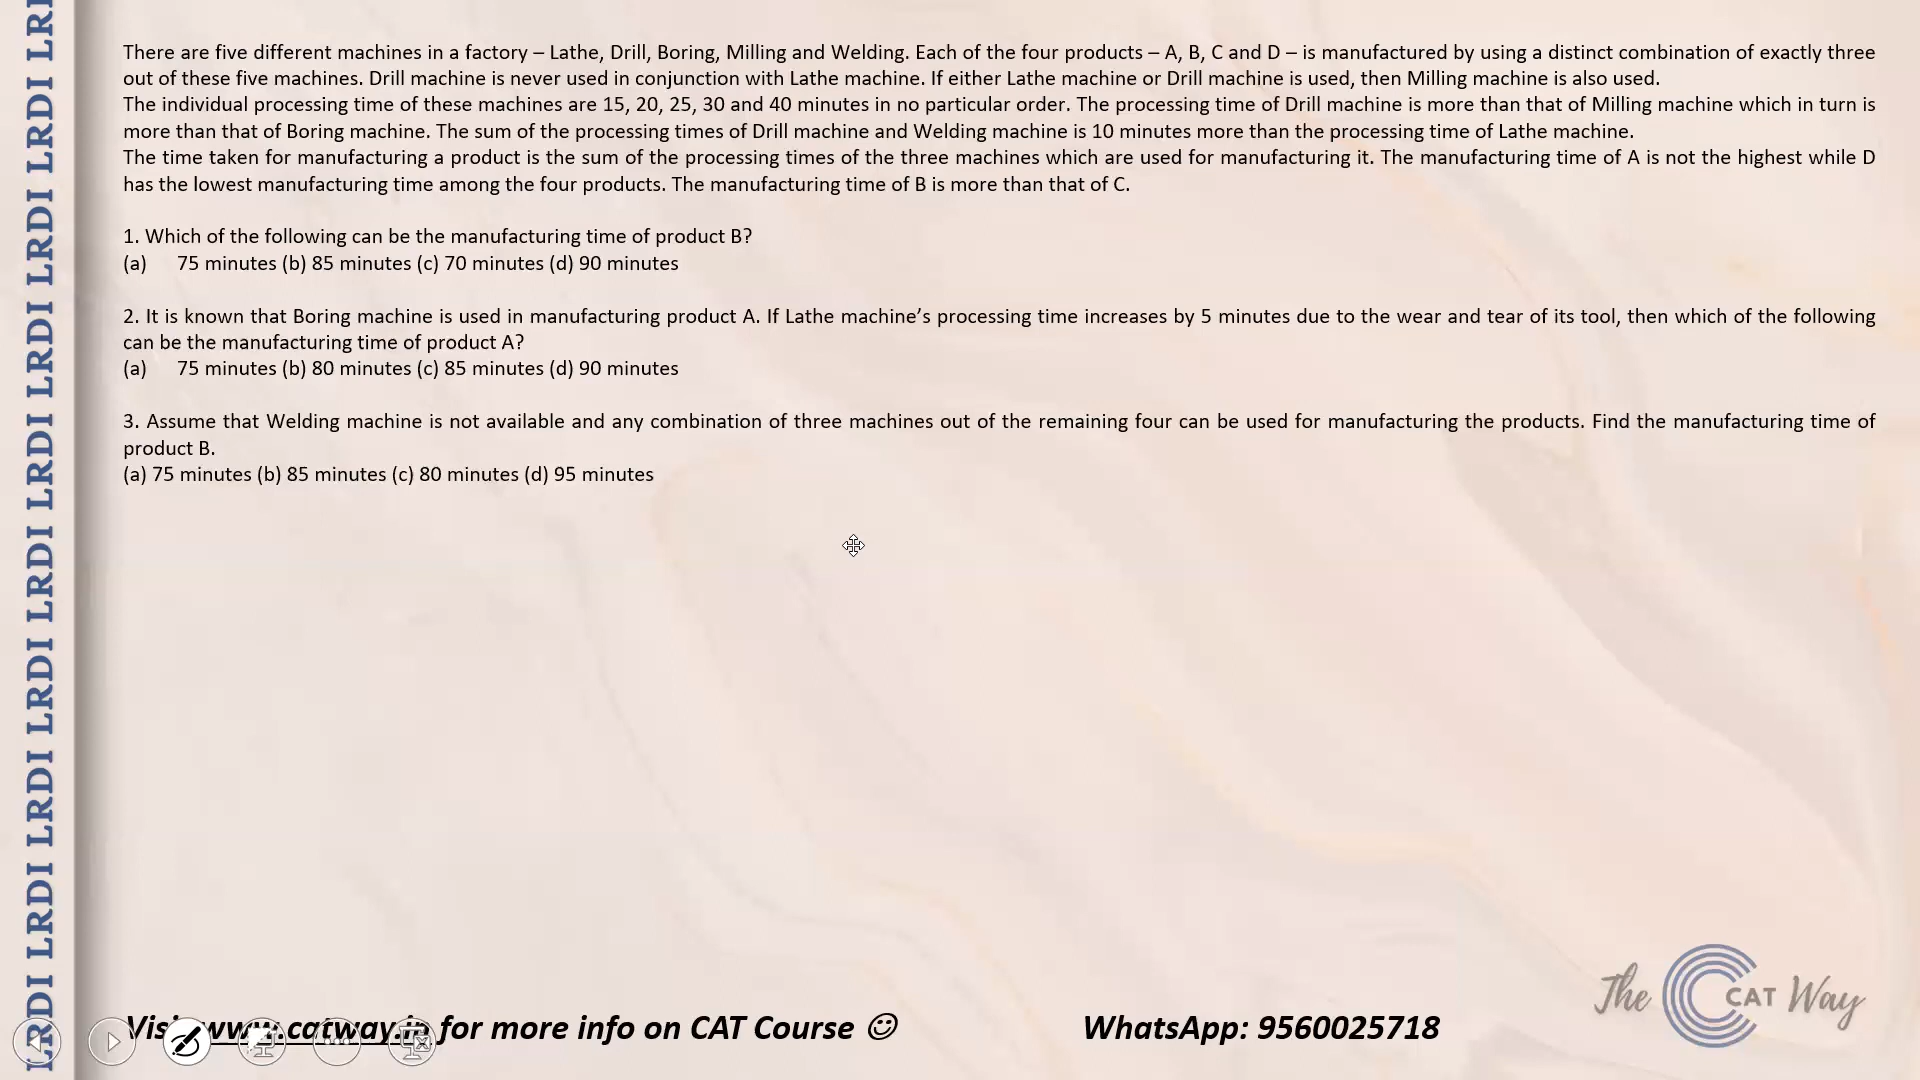 LRDI LRDI LRDI LRDI LRDI LRDI LRDI LRDI LRDI LRI
There are five different machines in a factory – Lathe, Drill, Boring, Milling and Welding. Each of the four products – A, B, C and D – is manufactured by using a distinct combination of exactly three
out of these five machines. Drill machine is never used in conjunction with Lathe machine. If either Lathe machine or Drill machine is used, then Milling machine is also used.
The individual processing time of these machines are 15, 20, 25, 30 and 40 minutes in no particular order. The processing time of Drill machine is more than that of Milling machine which in turn is
more than that of Boring machine. The sum of the processing times of Drill machine and Welding machine is 10 minutes more than the processing time of Lathe machine.
The time taken for manufacturing a product is the sum of the processing times of the three machines which are used for manufacturing it. The manufacturing time of A is not the highest while D
has the lowest manufacturing time among the four products. The manufacturing time of B is more than that of C.
1. Which of the following can be the manufacturing time of product B?
(a) 75 minutes (b) 85 minutes (c) 70 minutes (d) 90 minutes
2. It is known that Boring machine is used in manufacturing product A. If Lathe machine’s processing time increases by 5 minutes due to the wear and tear of its tool, then which of the following
can be the manufacturing time of product A?
(a) 75 minutes (b) 80 minutes (c) 85 minutes (d) 90 minutes
3. Assume that Welding machine is not available and any combination of three machines out of the remaining four can be used for manufacturing the products. Find the manufacturing time of
product B.
(a) 75 minutes (b) 85 minutes (c) 80 minutes (d) 95 minutes
The CAT Way
Visit www.catway.in for more info on CAT Course ☺ WhatsApp: 9560025718